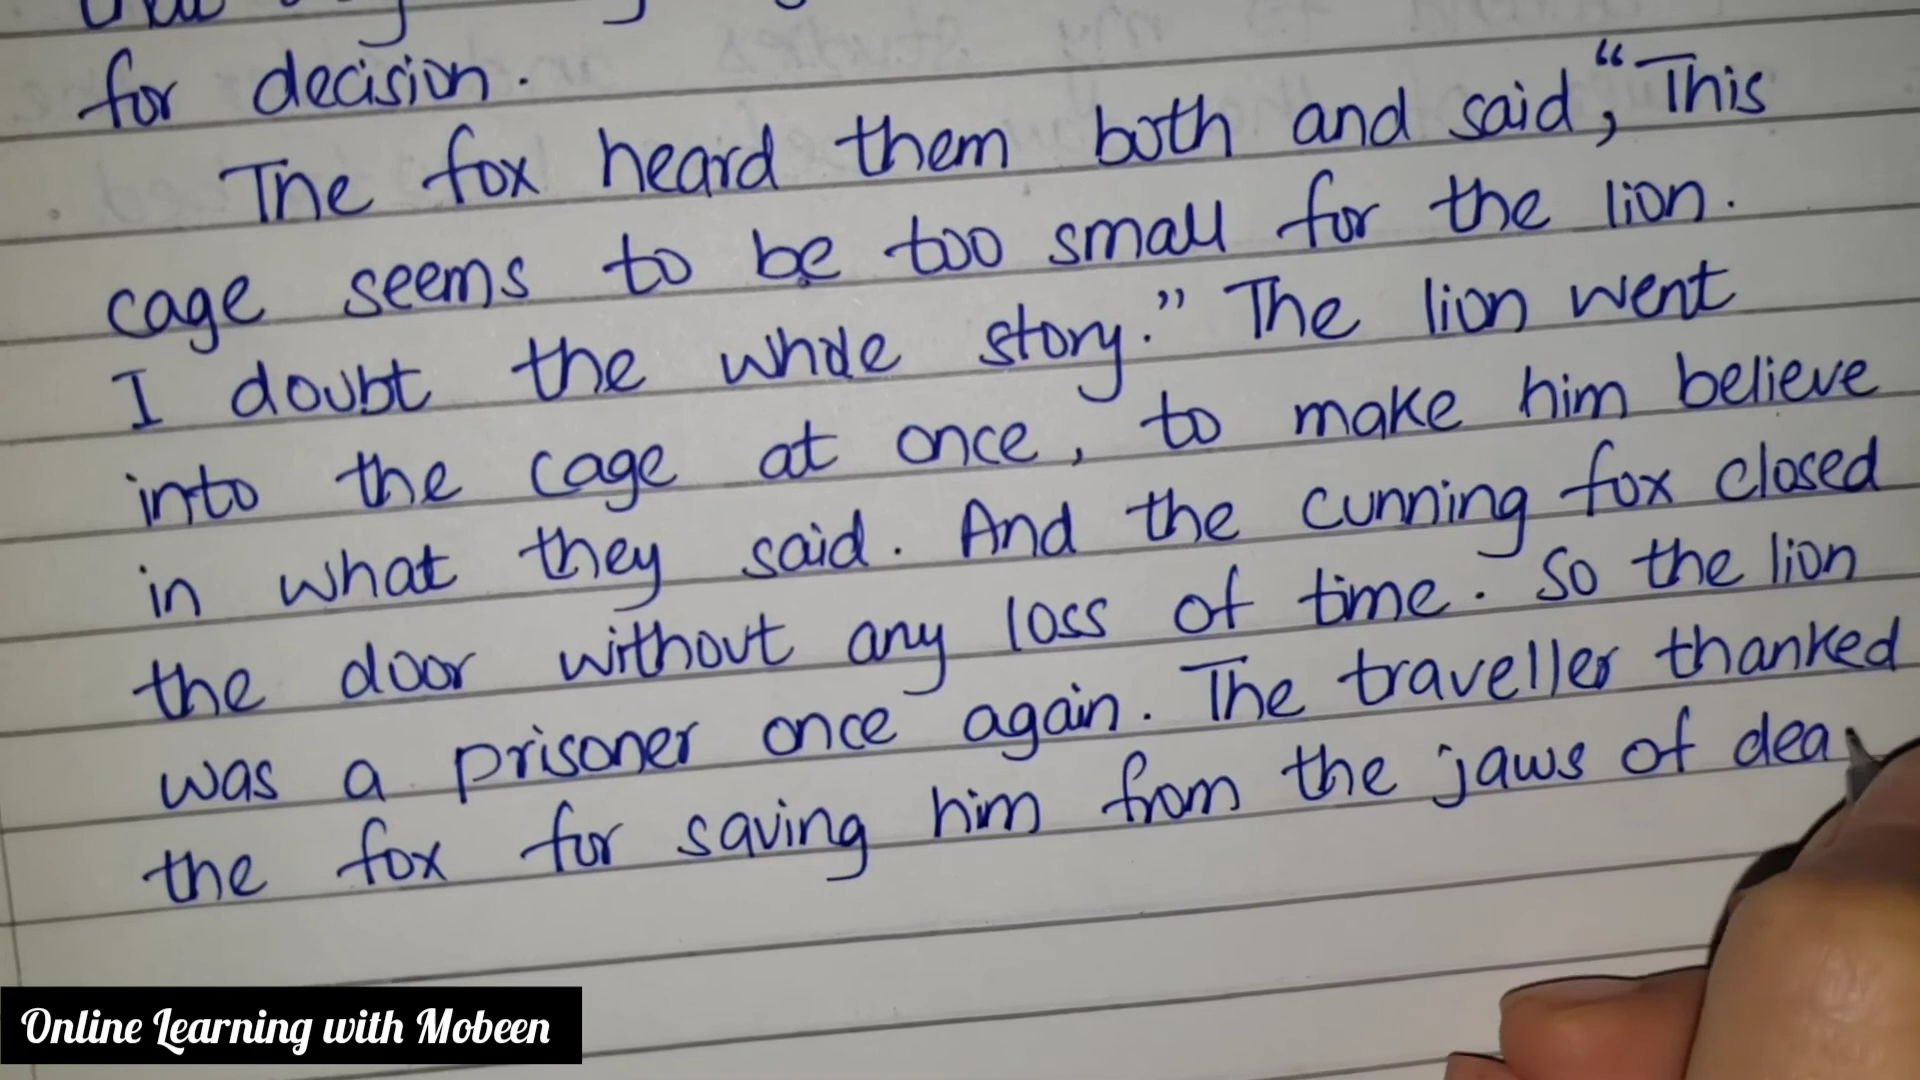 for decision.
The fox heard them both and said, "This
cage seems to be too small for the lion.
I doubt the whole story." The lion went
into the cage at once, to make him believe
in what they said. And the cunning fox closed
the door without any loss of time. So the lion
was a prisoner once again. The traveller thanked
the fox for saving him from the jaws of dea
Online Learning with Mobeen